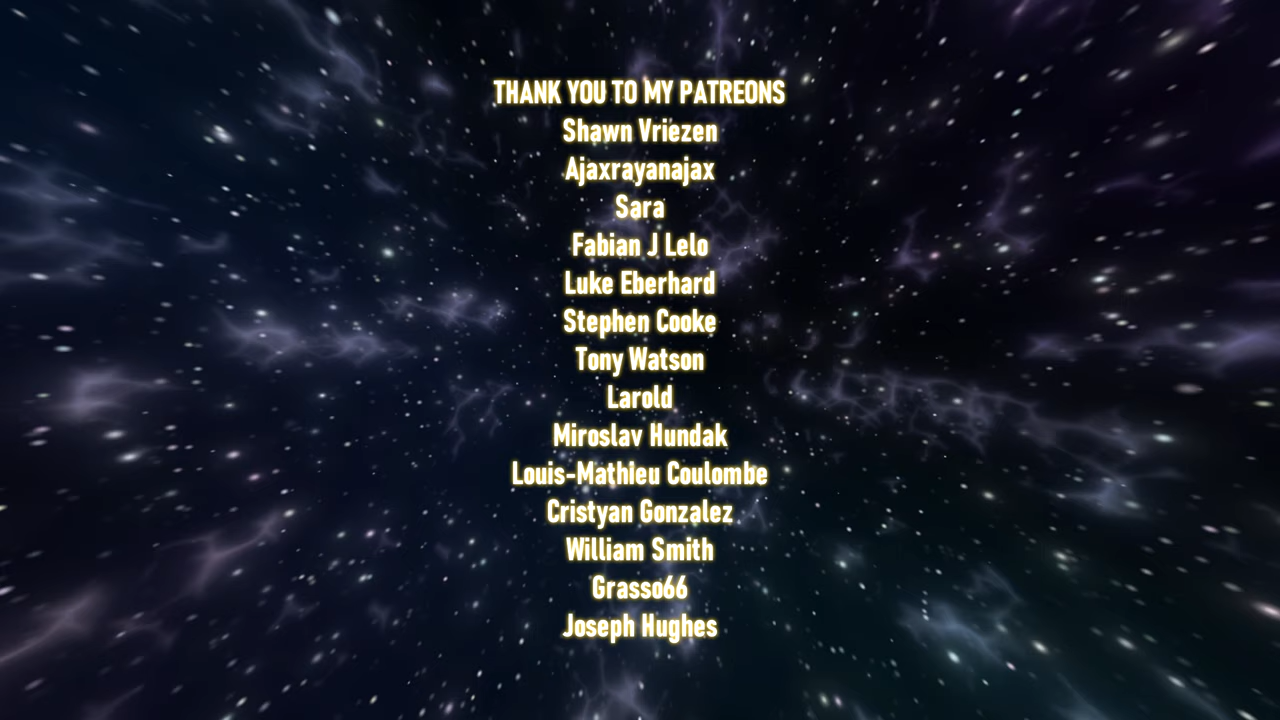 THANK YOU TO MY PATREONS
Shawn Vriezen
Ajaxrayanajax
Sara
Fabian J Lelo
Luke Eberhard
Stephen Cooke
Tony Watson
Larold
Miroslav Hundak
Louis-Mathieu Coulombe
Cristyan Gonzalez
William Smith
Grasso66
Joseph Hughes